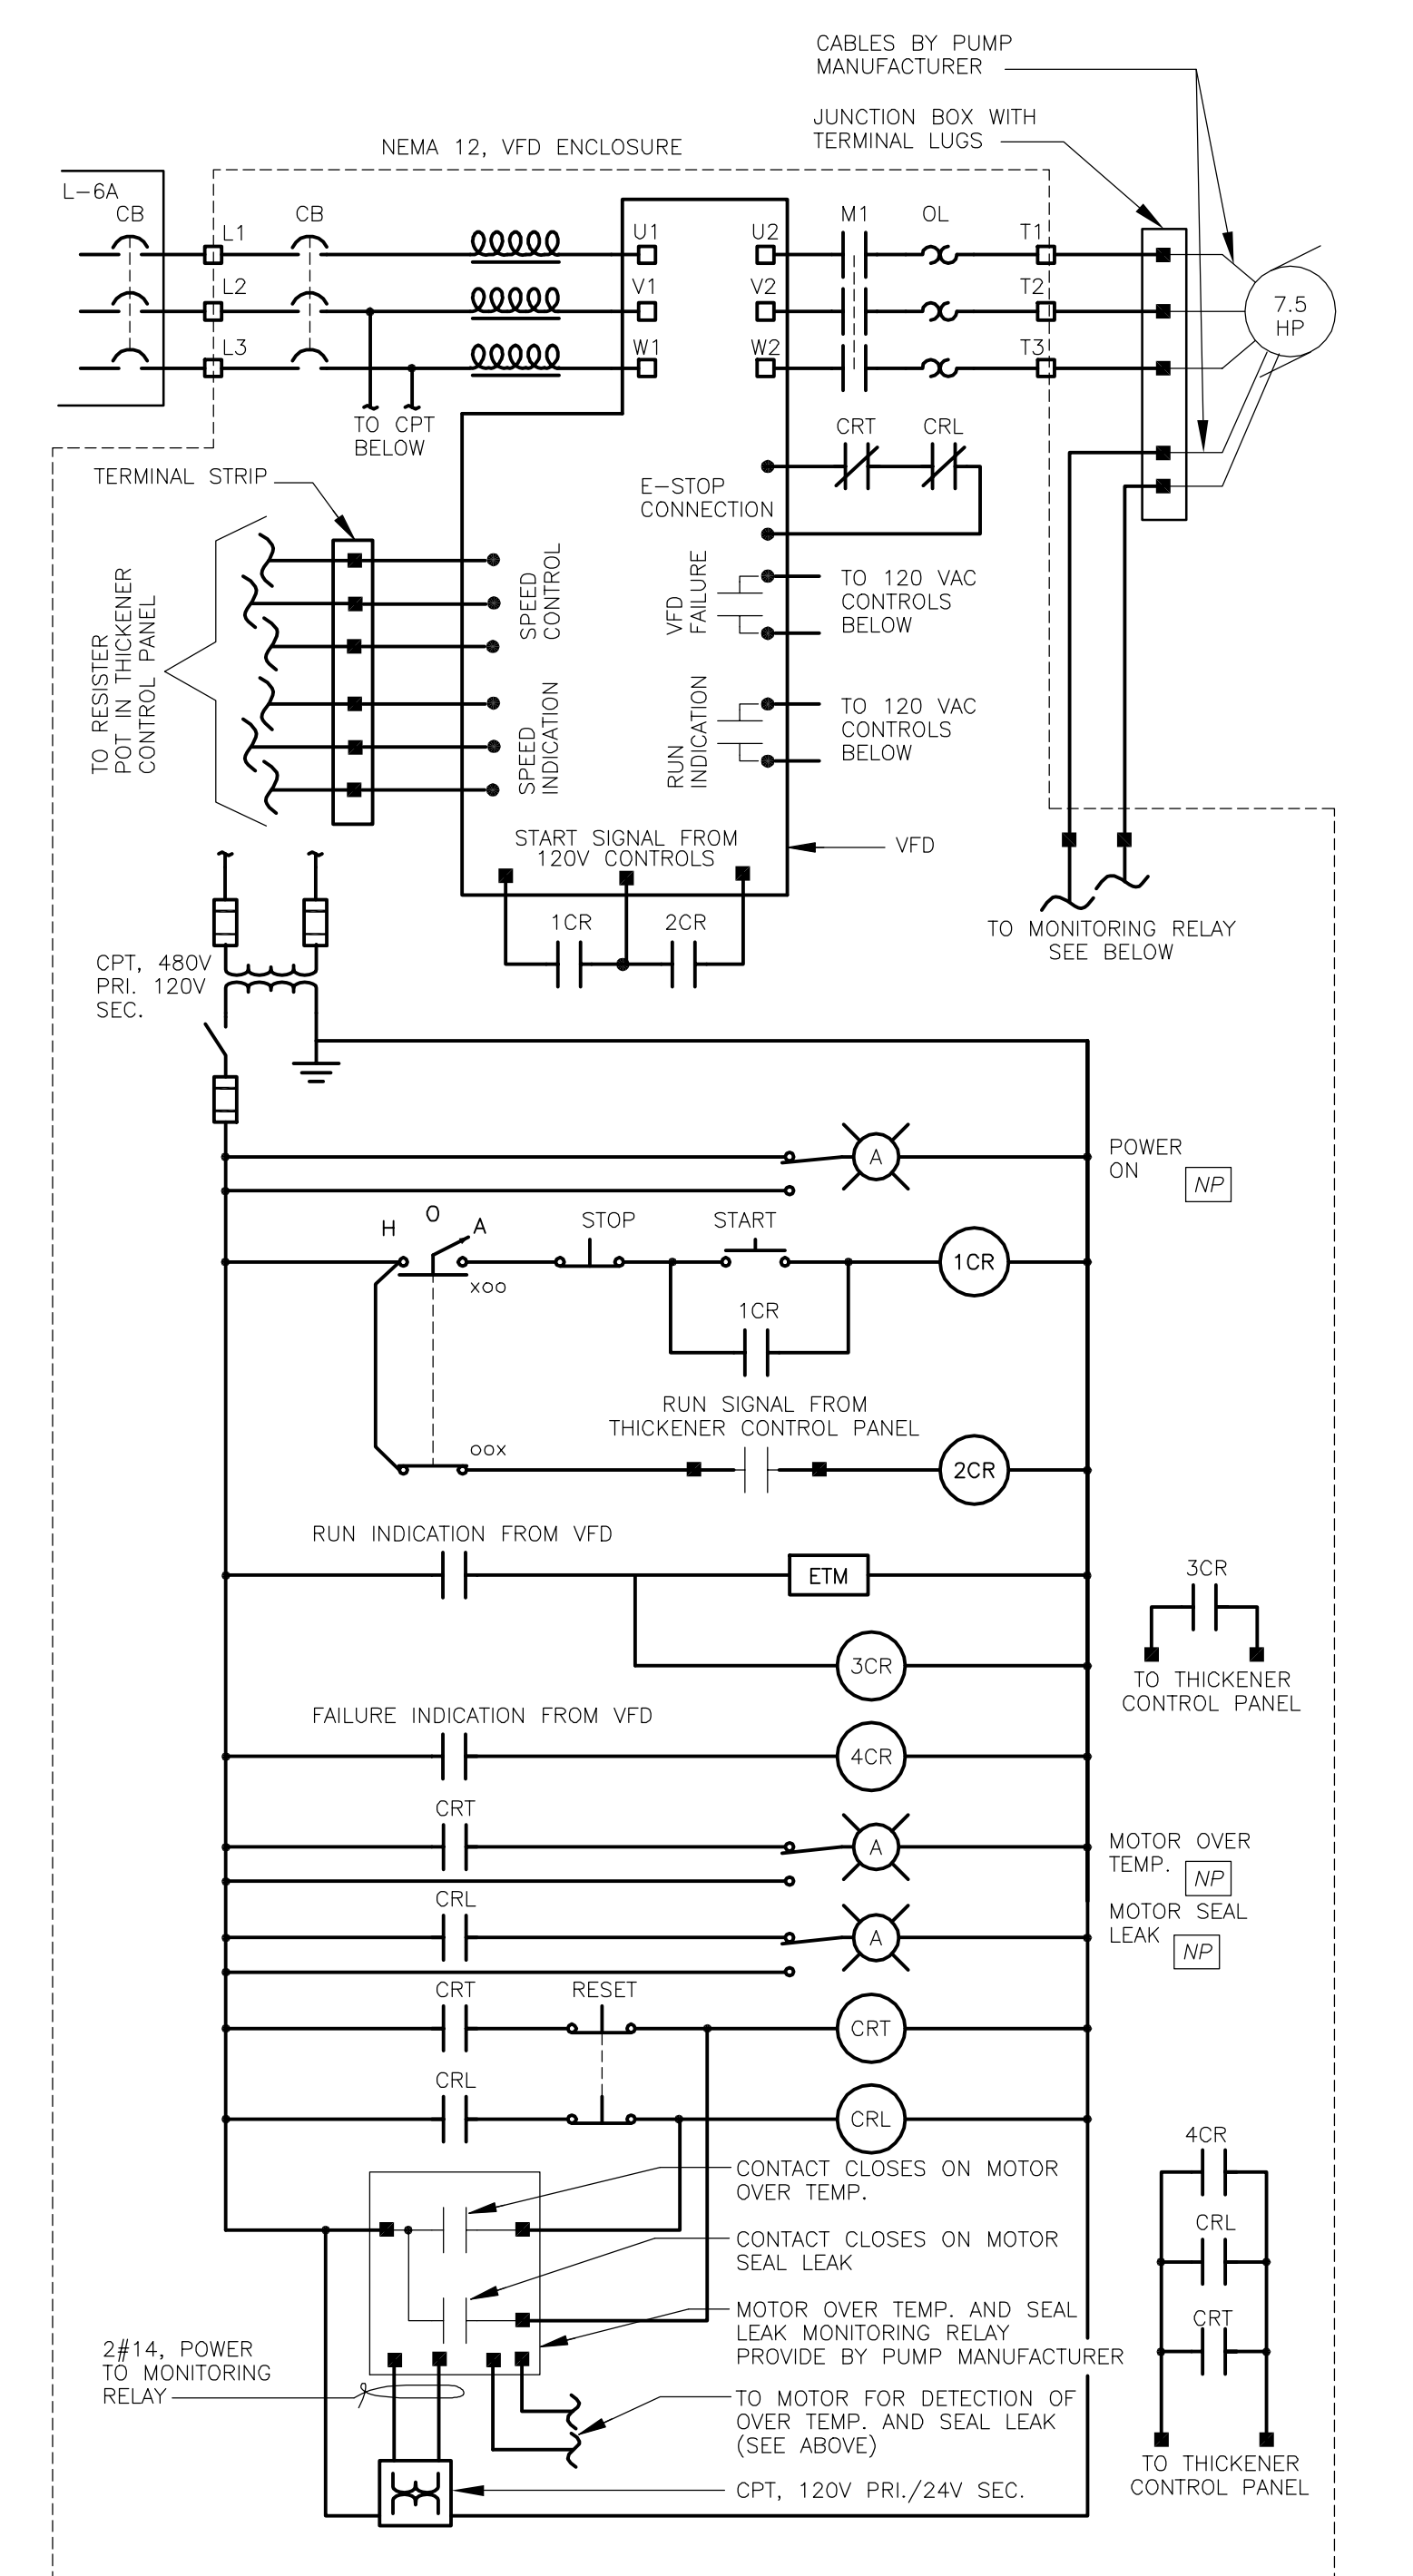 CABLES BY PUMP
MANUFACTURER
JUNCTION BOX WITH
TERMINAL LUGS
NEMA 12, VFD ENCLOSURE
L-6A
CB
L1
CB
U1
U2
M1
OL
T1
L2
V1
V2
T2
7.5
HP
L3
W1
W2
T3
TO CPT
BELOW
CRT
CRL
TERMINAL STRIP
E-STOP
CONNECTION
TO RESISTER
POT IN THICKENER
CONTROL PANEL
SPEED
CONTROL
VFD
FAILURE
TO 120 VAC
CONTROLS
BELOW
SPEED
INDICATION
RUN
INDICATION
TO 120 VAC
CONTROLS
BELOW
START SIGNAL FROM
120V CONTROLS
VFD
1CR
2CR
TO MONITORING RELAY
SEE BELOW
CPT, 480V
PRI. 120V
SEC.
A
POWER
ON
NP
H
O
A
STOP
START
1CR
xoo
1CR
RUN SIGNAL FROM
THICKENER CONTROL PANEL
oox
2CR
RUN INDICATION FROM VFD
ETM
3CR
3CR
TO THICKENER
CONTROL PANEL
FAILURE INDICATION FROM VFD
4CR
CRT
A
MOTOR OVER
TEMP.
NP
CRL
A
MOTOR SEAL
LEAK
NP
CRT
RESET
CRT
CRL
CRL
4CR
CRL
CRT
TO THICKENER
CONTROL PANEL
CONTACT CLOSES ON MOTOR
OVER TEMP.
CONTACT CLOSES ON MOTOR
SEAL LEAK
MOTOR OVER TEMP. AND SEAL
LEAK MONITORING RELAY
PROVIDE BY PUMP MANUFACTURER
2#14, POWER
TO MONITORING
RELAY
TO MOTOR FOR DETECTION OF
OVER TEMP. AND SEAL LEAK
(SEE ABOVE)
CPT, 120V PRI./24V SEC.